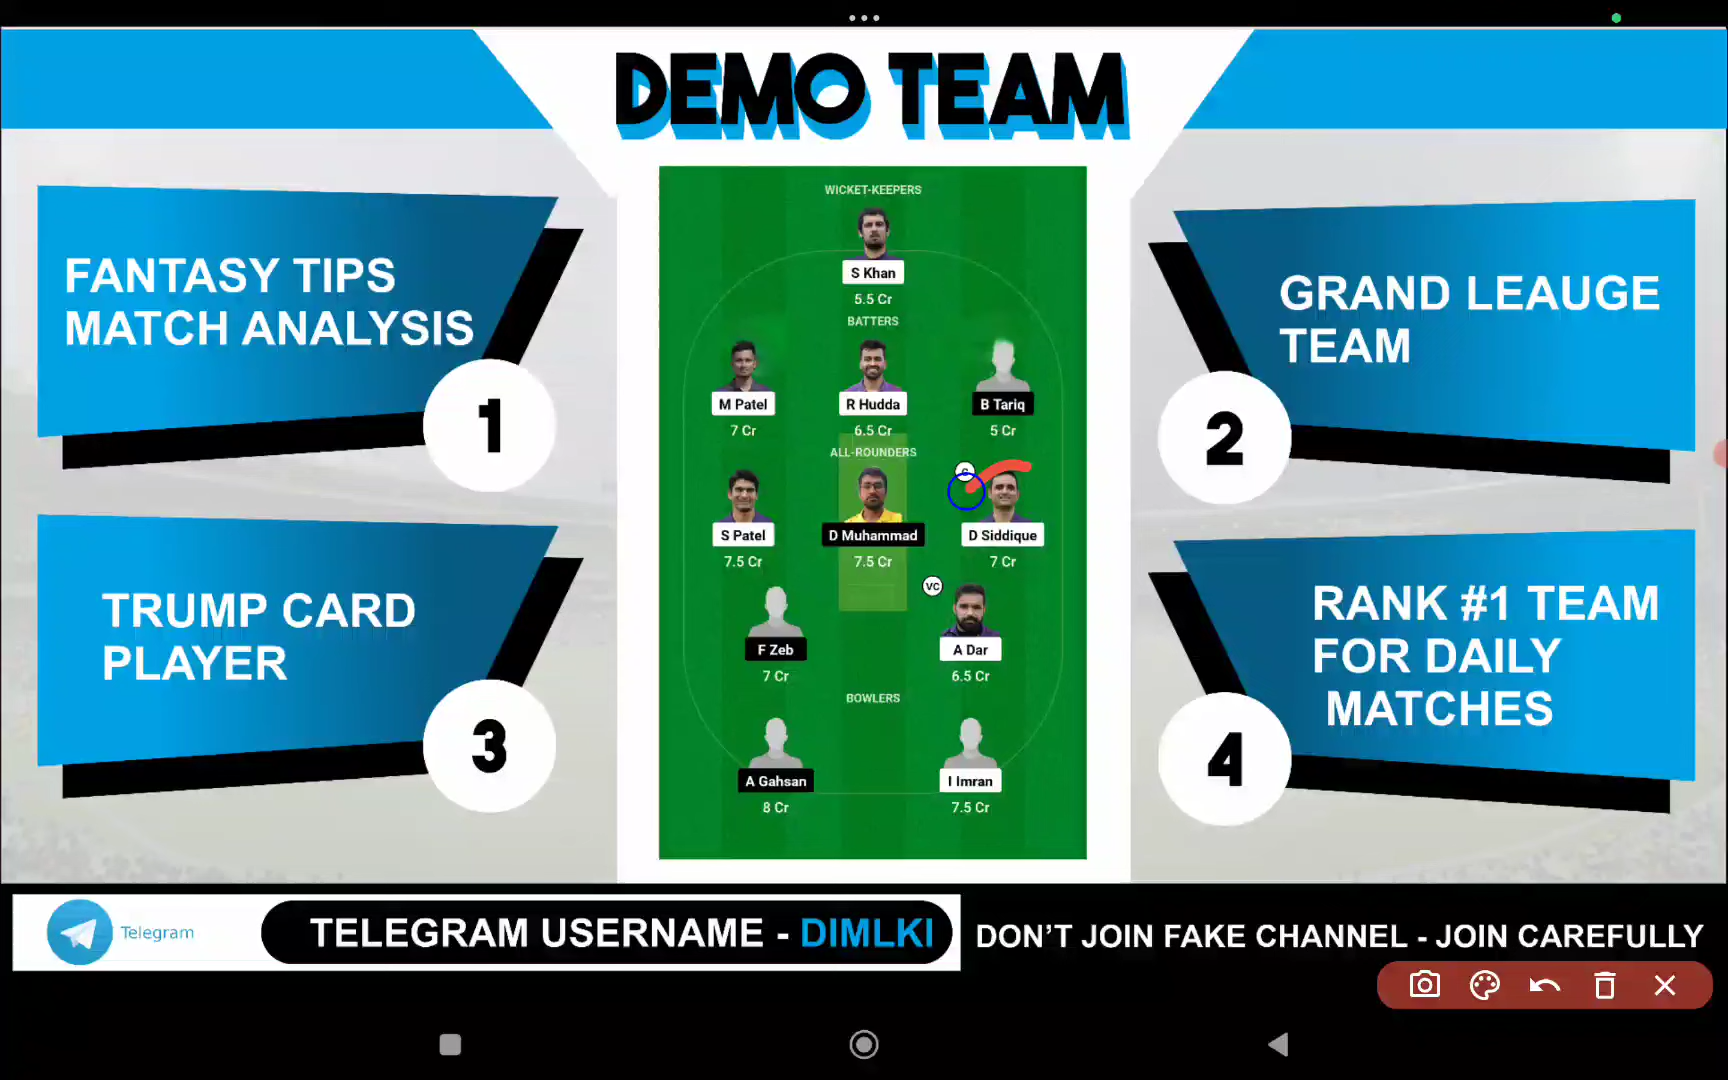 DEMO TEAM
FANTASY TIPS
MATCH ANALYSIS
1
TRUMP CARD
PLAYER
3
WICKET-KEEPERS
S Khan
5.5 Cr
BATTERS
M Patel
R Hudda
B Tariq
7 Cr
6.5 Cr
5 Cr
ALL-ROUNDERS
C
S Patel
D Muhammad
D Siddique
7.5 Cr
7.5 Cr
7 Cr
VC
F Zeb
A Dar
7 Cr
6.5 Cr
BOWLERS
A Gahsan
I Imran
8 Cr
7.5 Cr
GRAND LEAUGE
TEAM
2
RANK #1 TEAM
FOR DAILY
MATCHES
4
Telegram
TELEGRAM USERNAME - DIMLKI
DON'T JOIN FAKE CHANNEL - JOIN CAREFULLY